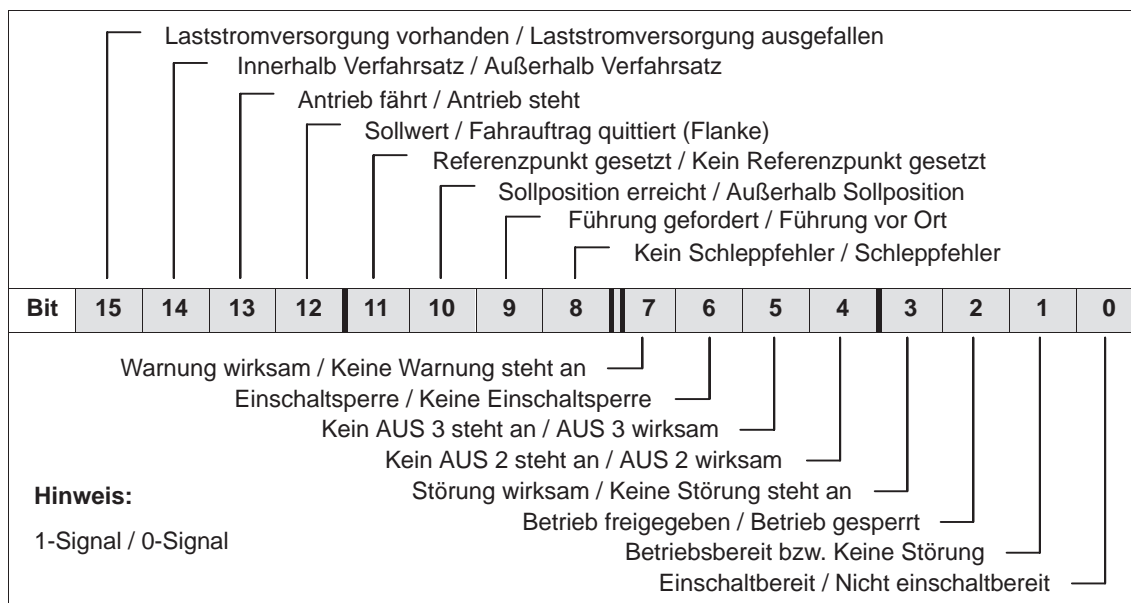 Laststromversorgung vorhanden / Laststromversorgung ausgefallen
Innerhalb Verfahrsatz / Außerhalb Verfahrsatz
Antrieb fährt / Antrieb steht
Sollwert / Fahrauftrag quittiert (Flanke)
Referenzpunkt gesetzt / Kein Referenzpunkt gesetzt
Sollposition erreicht / Außerhalb Sollposition
Führung gefordert / Führung vor Ort
Kein Schleppfehler / Schleppfehler
Bit 15 14 13 12 11 10 9 8 7 6 5 4 3 2 1 0
Warnung wirksam / Keine Warnung steht an
Einschaltsperre / Keine Einschaltsperre
Kein AUS 3 steht an / AUS 3 wirksam
Kein AUS 2 steht an / AUS 2 wirksam
Störung wirksam / Keine Störung steht an
Betrieb freigegeben / Betrieb gesperrt
Betriebsbereit bzw. Keine Störung
Einschaltbereit / Nicht einschaltbereit
Hinweis:
1-Signal / 0-Signal